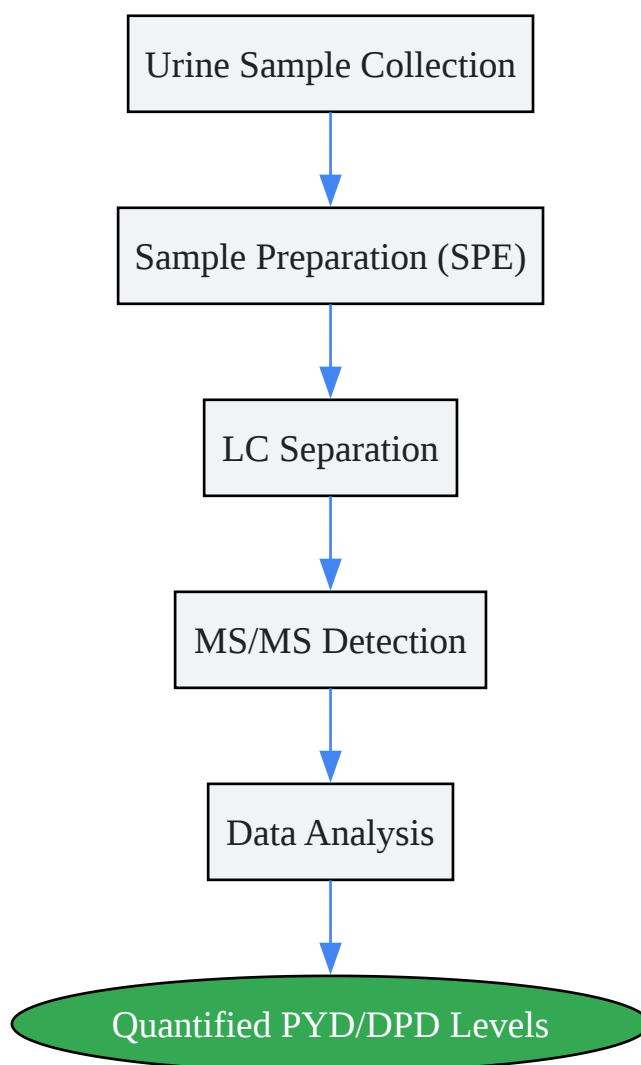 Urine Sample Collection
Sample Preparation (SPE)
LC Separation
MS/MS Detection
Data Analysis
Quantified PYD/DPD Levels